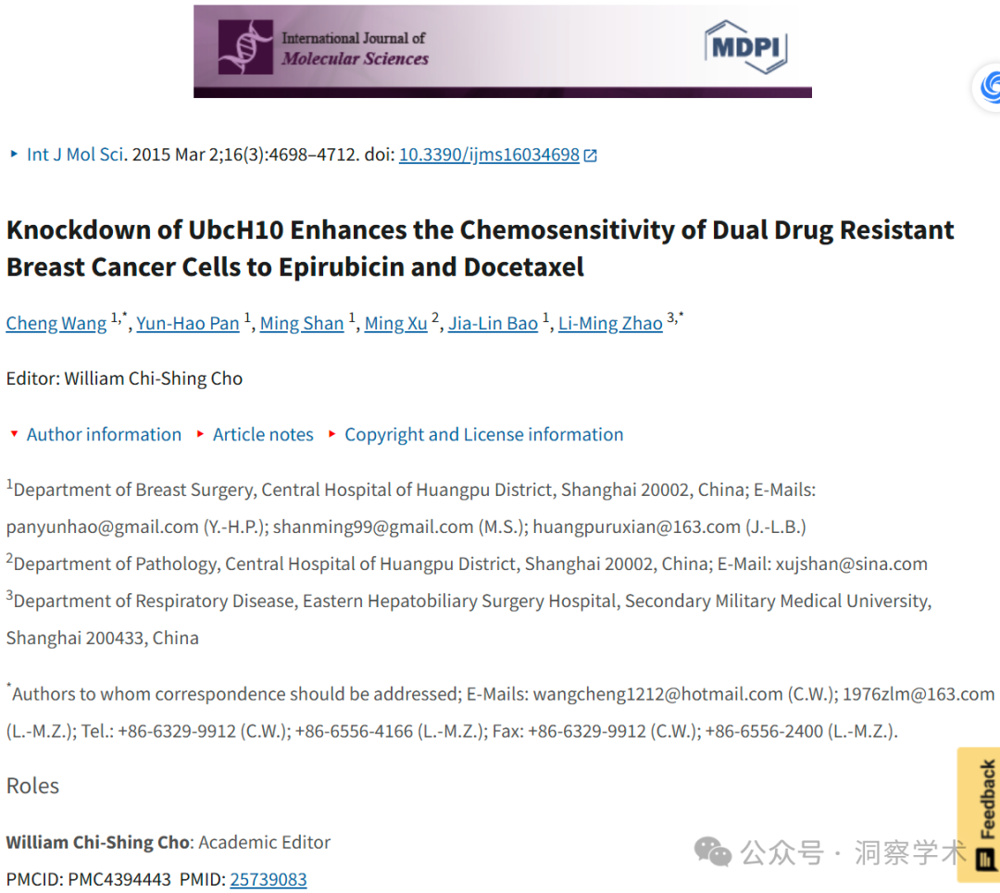 International Journal of
Molecular Sciences
MDPI
Int J Mol Sci. 2015 Mar 2;16(3):4698–4712. doi: 10.3390/ijms16034698
Knockdown of UbcH10 Enhances the Chemosensitivity of Dual Drug Resistant
Breast Cancer Cells to Epirubicin and Docetaxel
Cheng Wang 1,*, Yun-Hao Pan 1, Ming Shan 1, Ming Xu 2, Jia-Lin Bao 1, Li-Ming Zhao 3,*
Editor: William Chi-Shing Cho
Author information Article notes Copyright and License information
1Department of Breast Surgery, Central Hospital of Huangpu District, Shanghai 20002, China; E-Mails:
panyunhao@gmail.com (Y.-H.P.); shanming99@gmail.com (M.S.); huangpuruxian@163.com (J.-L.B.)
2Department of Pathology, Central Hospital of Huangpu District, Shanghai 20002, China; E-Mail: xujshan@sina.com
3Department of Respiratory Disease, Eastern Hepatobiliary Surgery Hospital, Secondary Military Medical University,
Shanghai 200433, China
*Authors to whom correspondence should be addressed; E-Mails: wangcheng1212@hotmail.com (C.W.); 1976zlm@163.com
(L.-M.Z.); Tel.: +86-6329-9912 (C.W.); +86-6556-4166 (L.-M.Z.); Fax: +86-6329-9912 (C.W.); +86-6556-2400 (L.-M.Z.).
Roles
William Chi-Shing Cho: Academic Editor
PMCID: PMC4394443 PMID: 25739083
Feedback
公众号 · 洞察学术